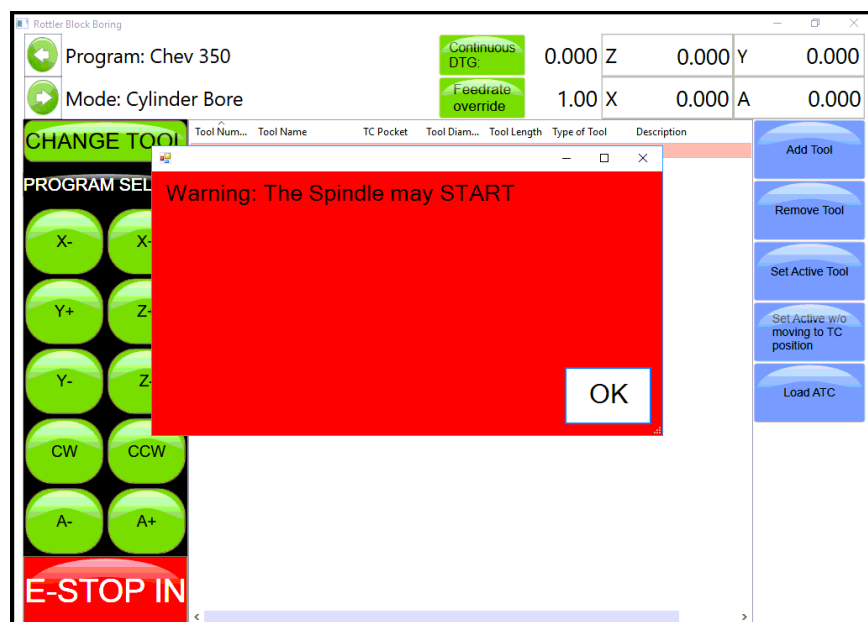 Rottler Block Boring
Program: Chev 350
Continuous DTG:
0.000 Z 0.000 Y 0.000
Mode: Cylinder Bore
Feedrate override
1.00 X 0.000 A 0.000
CHANGE TOOL
Tool Num... Tool Name TC Pocket Tool Diam... Tool Length Type of Tool Description
PROGRAM SEL
Warning: The Spindle may START
OK
X-
Y+
Y-
CW CCW
A- A+
E-STOP IN
Add Tool
Remove Tool
Set Active Tool
Set Active w/o
moving to TC
position
Load ATC